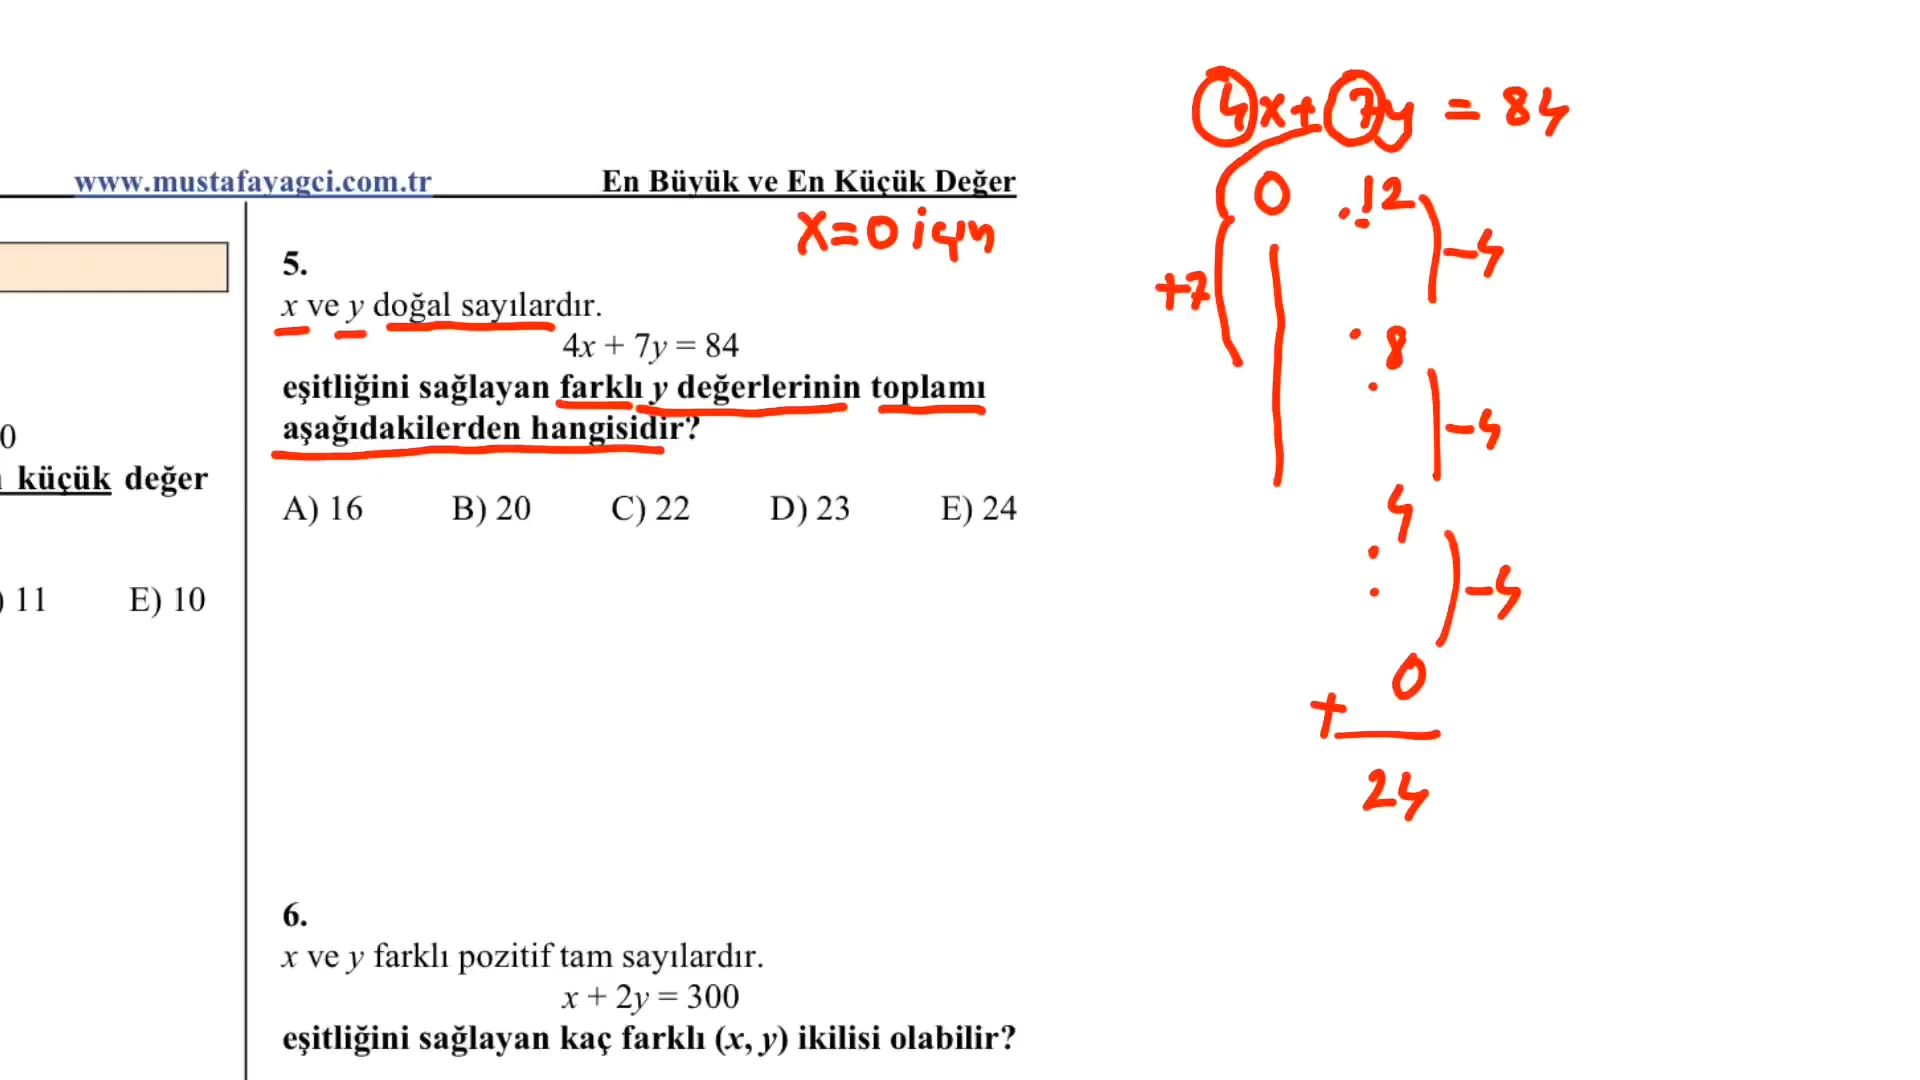 www.mustafayagci.com.tr
En Büyük ve En Küçük Değer
0
küçük değer
) 11 E) 10
x=0 için
5.
x ve y doğal sayılardır.
4x + 7y = 84
eşitliğini sağlayan farklı y değerlerinin toplamı
aşağıdakilerden hangisidir?
A) 16 B) 20 C) 22 D) 23 E) 24
6.
x ve y farklı pozitif tam sayılardır.
x + 2y = 300
eşitliğini sağlayan kaç farklı (x, y) ikilisi olabilir?
4x+7y = 84
0 12
-4
+7
8
-4
4
-4
0
+
24